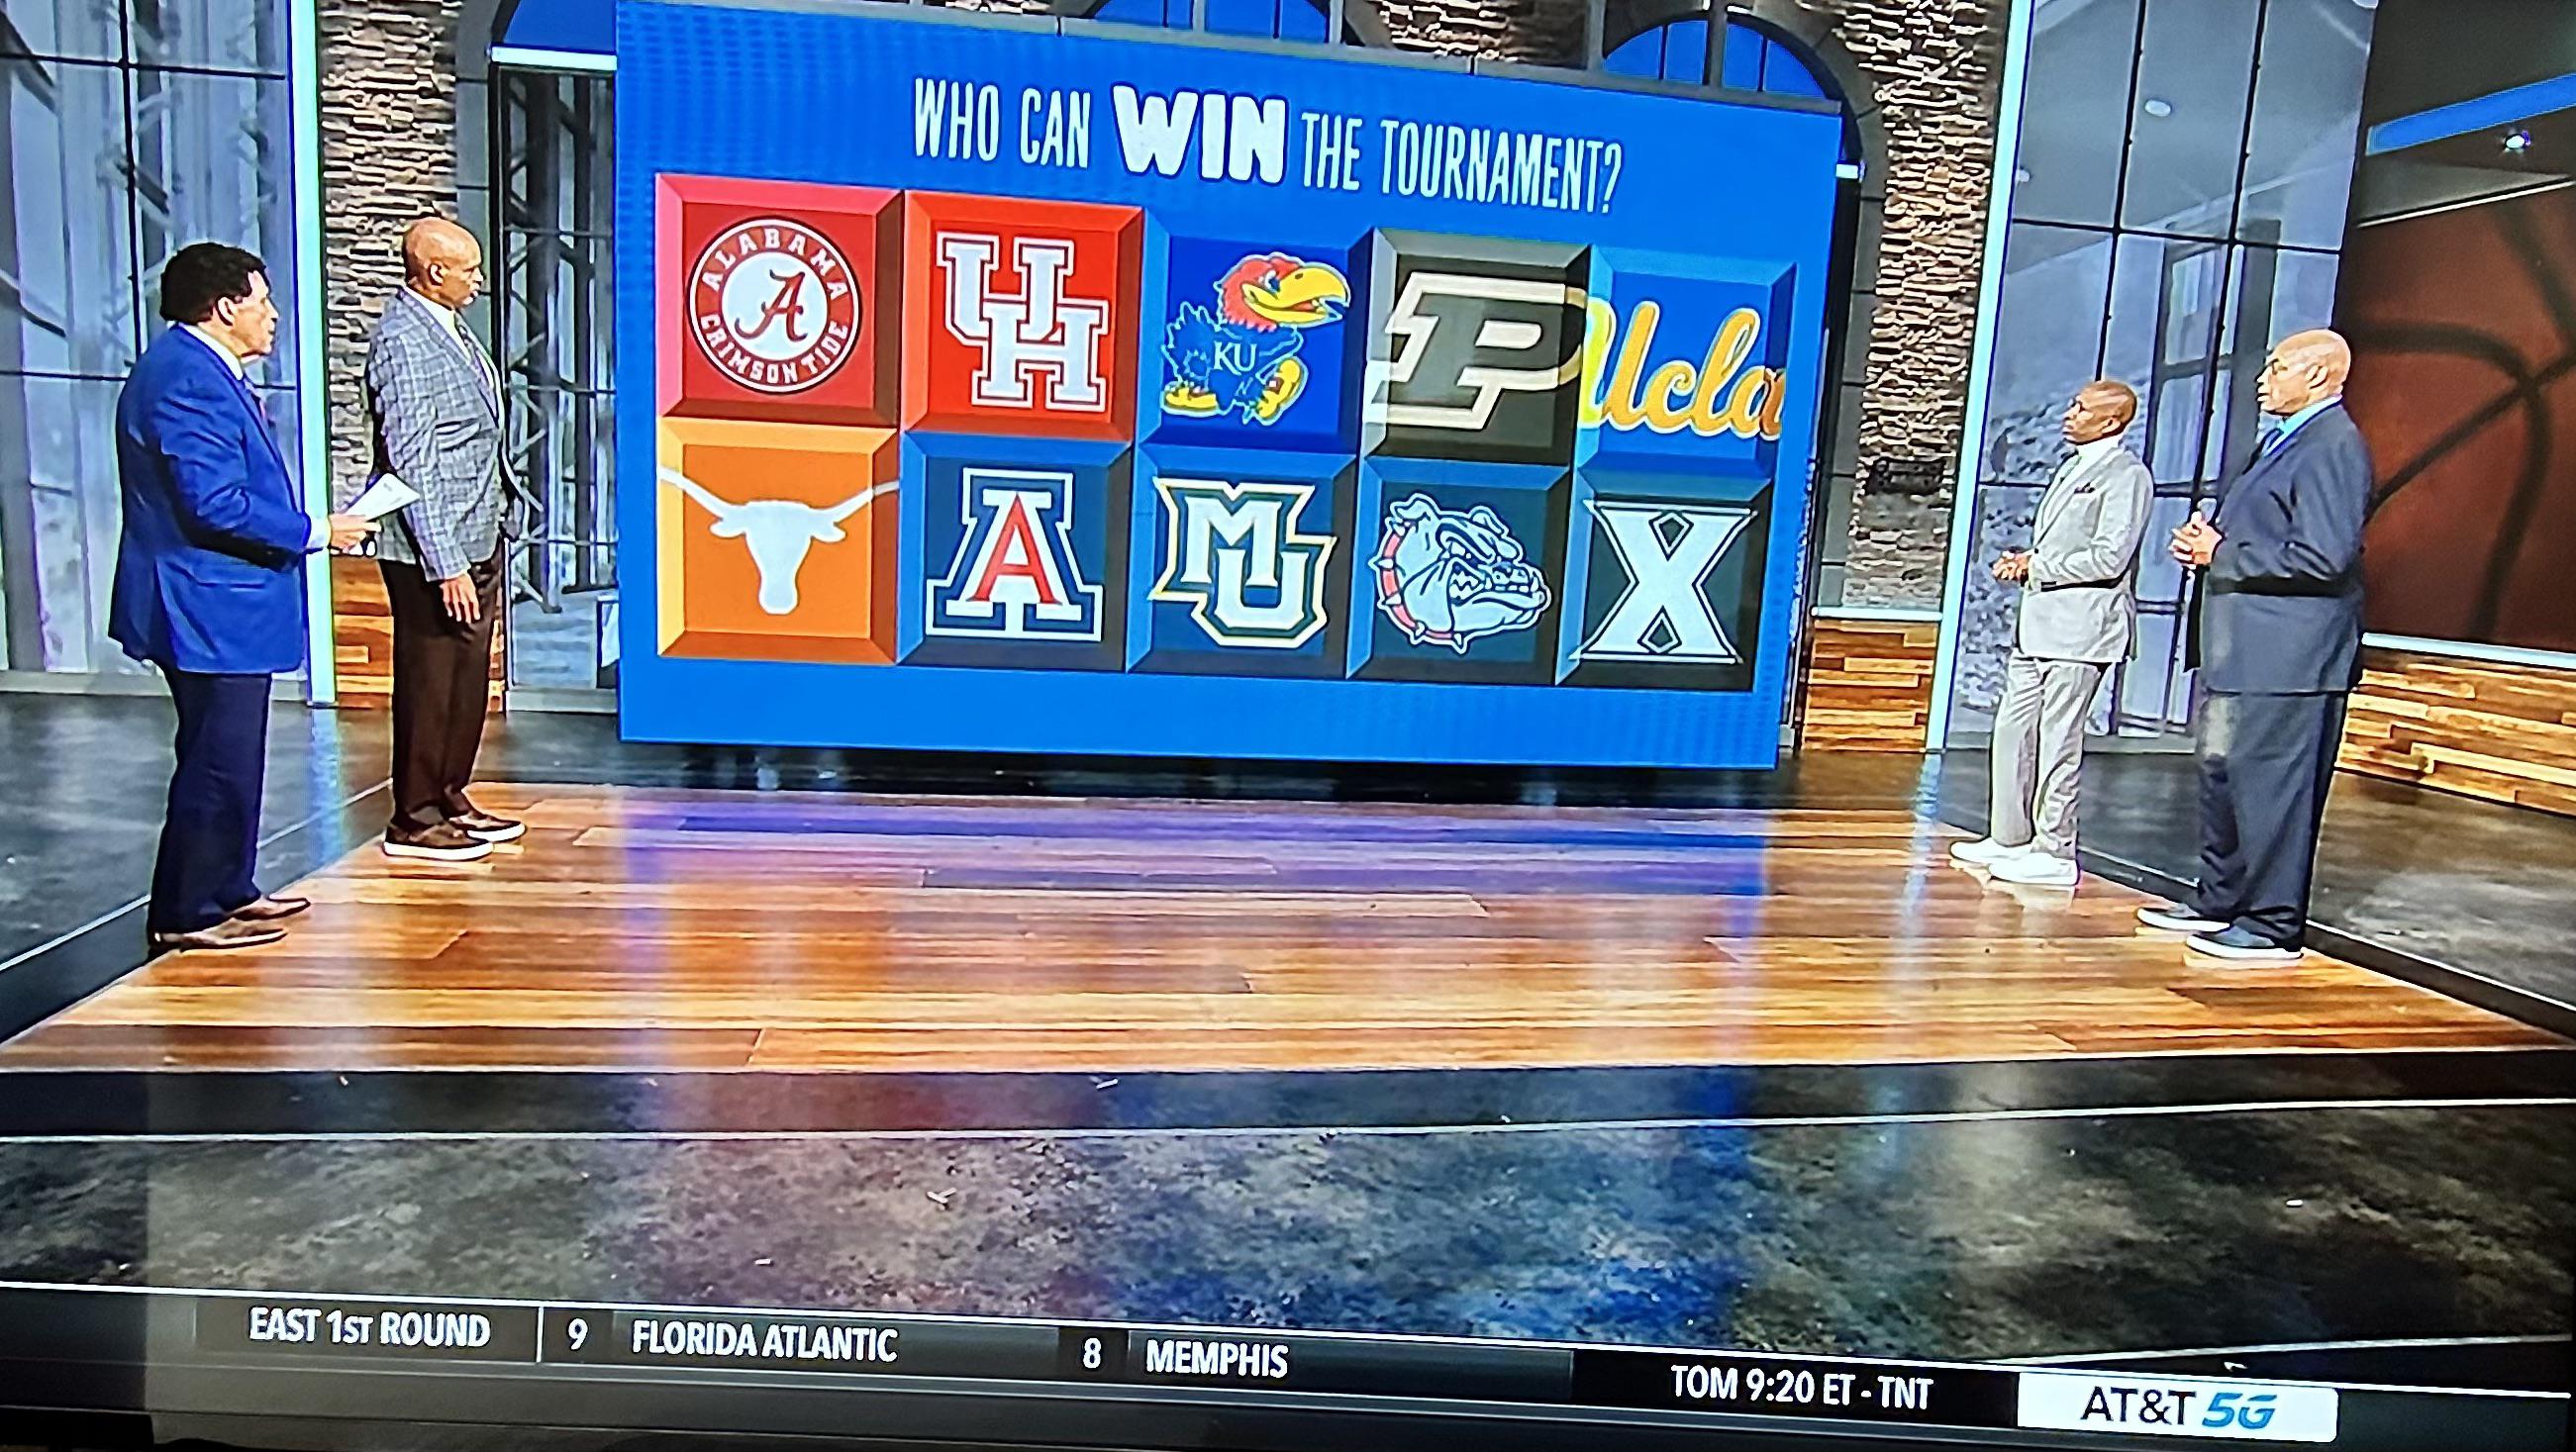 WHO CAN WIN THE TOURNAMENT?
ALABAMA
A
CRIMSON TIDE
UH
KU
P
Ucla
A
MU
X
EAST 1ST ROUND 9 FLORIDA ATLANTIC 8 MEMPHIS TOM 9:20 ET - TNT AT&T 5G